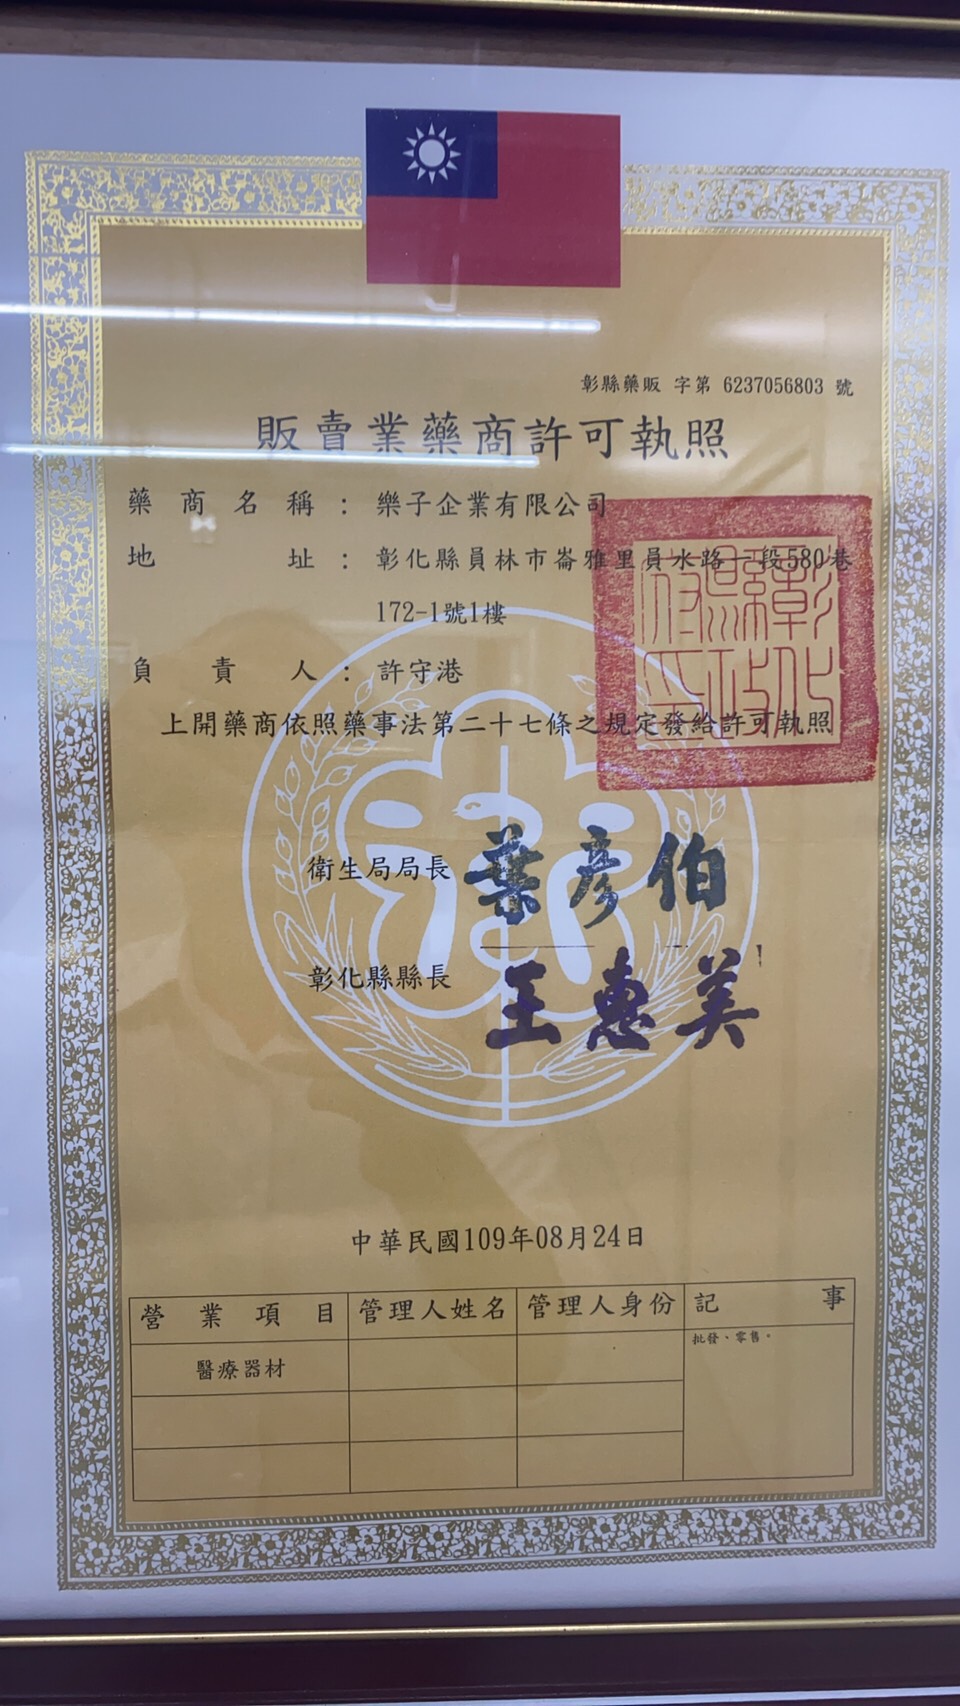 彰縣藥販 字第 6237056803 號
販賣業藥商許可執照
藥商名稱：樂子企業有限公司
地址：彰化縣員林市崙雅里員水路 段580巷
172-1號1樓
負責人：許守港
上開藥商依照藥事法第二十七條之規定發給許可執照
彰化縣政府印
衛生局局長 葉彥伯
彰化縣縣長 王惠美
中華民國109年08月24日
營業項目 管理人姓名 管理人身份 記事
醫療器材 批發、零售。